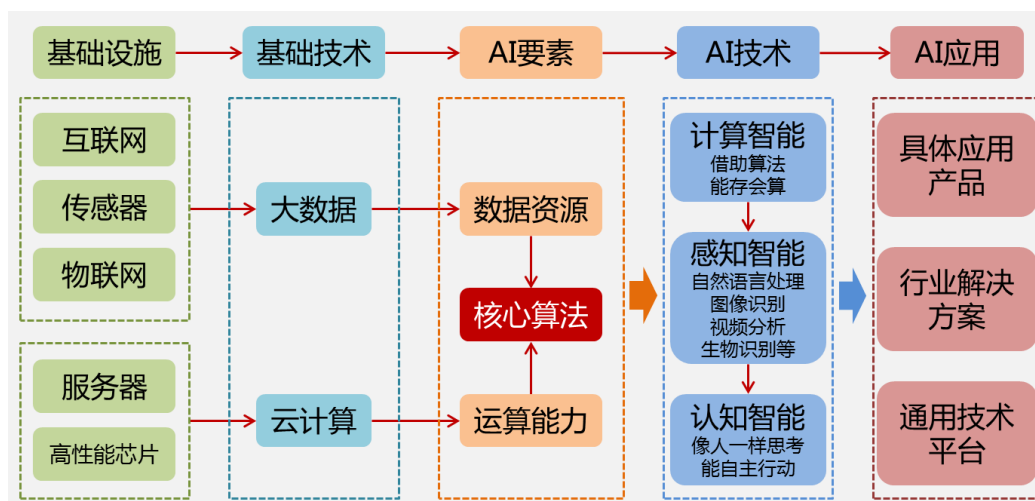 基础设施
基础技术
AI要素
AI技术
AI应用
互联网
传感器
物联网
服务器
高性能芯片
大数据
云计算
数据资源
核心算法
运算能力
计算智能
借助算法
能存会算
感知智能
自然语言处理
图像识别
视频分析
生物识别等
认知智能
像人一样思考
能自主行动
具体应用
产品
行业解决
方案
通用技术
平台